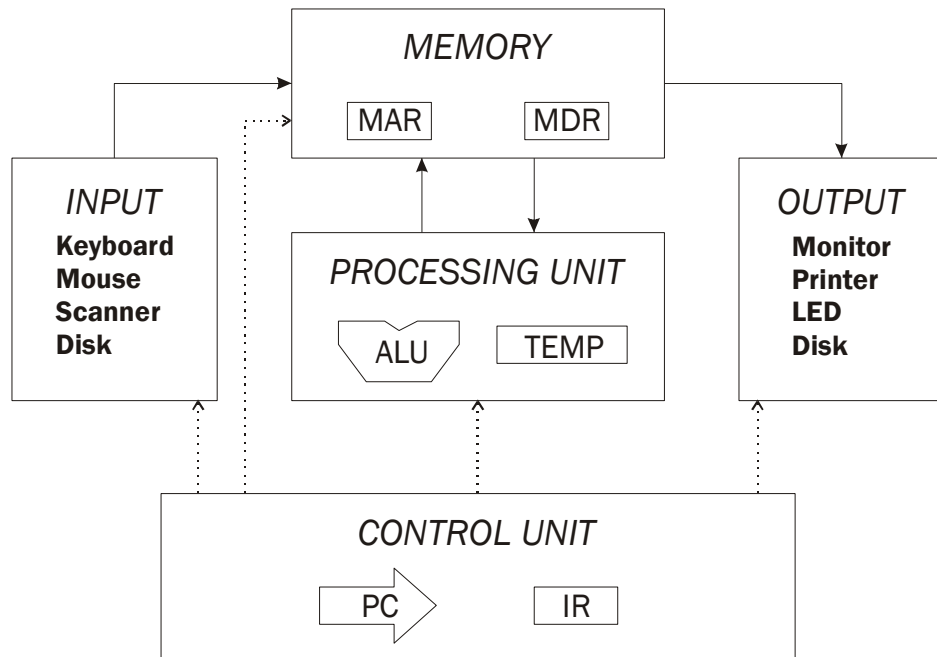 MEMORY
MAR
MDR
INPUT
Keyboard
Mouse
Scanner
Disk
PROCESSING UNIT
ALU
TEMP
OUTPUT
Monitor
Printer
LED
Disk
CONTROL UNIT
PC
IR